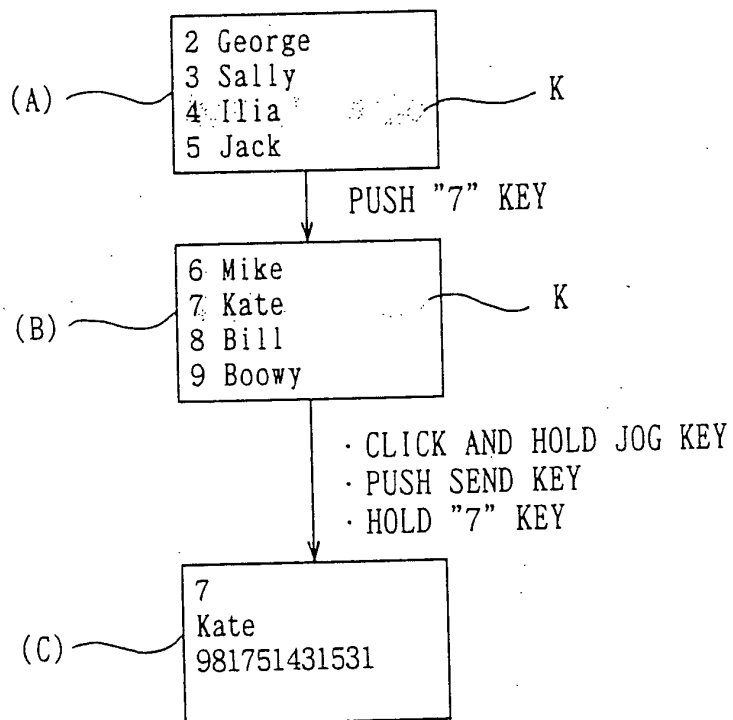 2 George
3 Sally
(A)
4 Ilia
K
5 Jack
PUSH "7" KEY
6 Mike
7 Kate
K
(B)
8 Bill
9 Boowy
· CLICK AND HOLD JOG KEY
· PUSH SEND KEY
· HOLD "7" KEY
7
Kate
(C)
981751431531